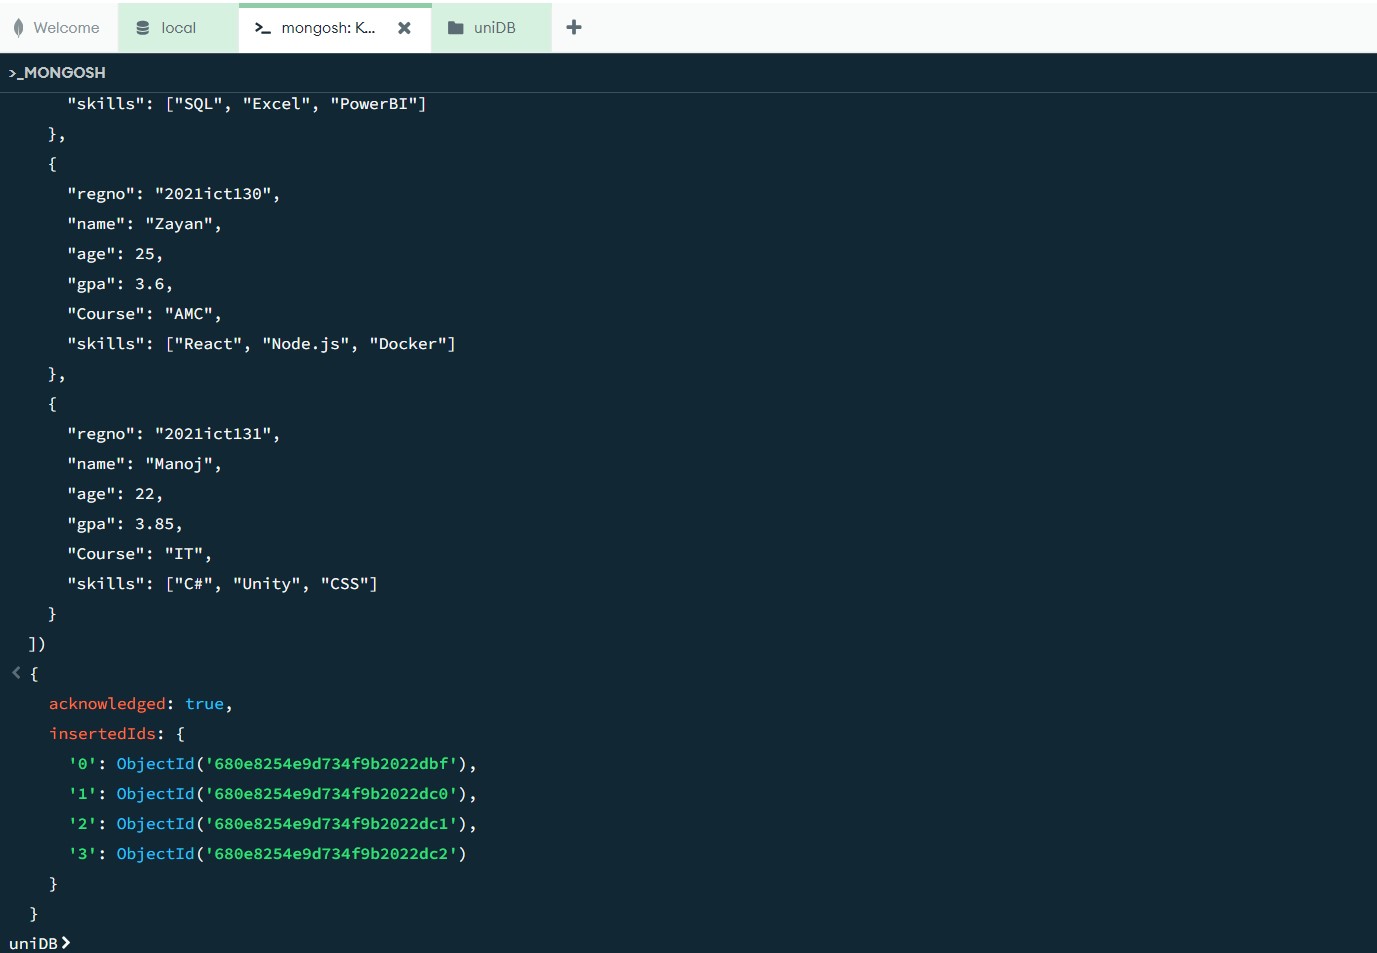 Welcome
local
>_ mongosh: K...
uniDB
>_MONGOSH
"skills": ["SQL", "Excel", "PowerBI"]
},
{
"regno": "2021ict130",
"name": "Zayan",
"age": 25,
"gpa": 3.6,
"Course": "AMC",
"skills": ["React", "Node.js", "Docker"]
},
{
"regno": "2021ict131",
"name": "Manoj",
"age": 22,
"gpa": 3.85,
"Course": "IT",
"skills": ["C#", "Unity", "CSS"]
}
])
< {
acknowledged: true,
insertedIds: {
'0': ObjectId('680e8254e9d734f9b2022dbf'),
'1': ObjectId('680e8254e9d734f9b2022dc0'),
'2': ObjectId('680e8254e9d734f9b2022dc1'),
'3': ObjectId('680e8254e9d734f9b2022dc2')
}
}
uniDB>